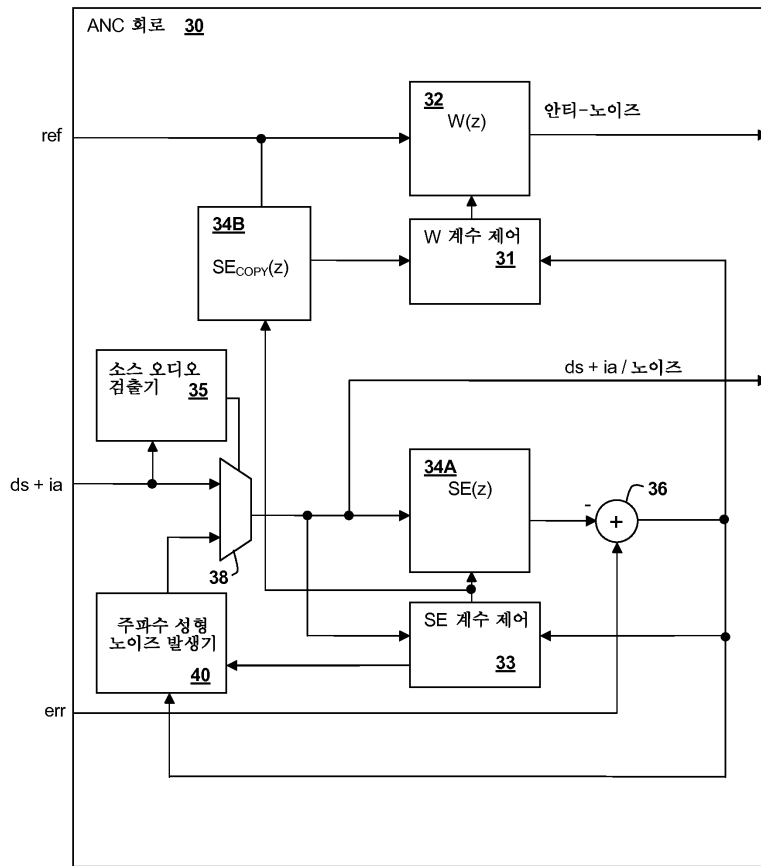 ANC 회로 30
ref
32
W(z)
안티-노이즈
34B
SECOPY(z)
W 계수 제어
31
소스 오디오
검출기 35
ds + ia / 노이즈
ds + ia
34A
SE(z)
-
+
36
38
주파수 성형
노이즈 발생기
40
SE 계수 제어
33
err